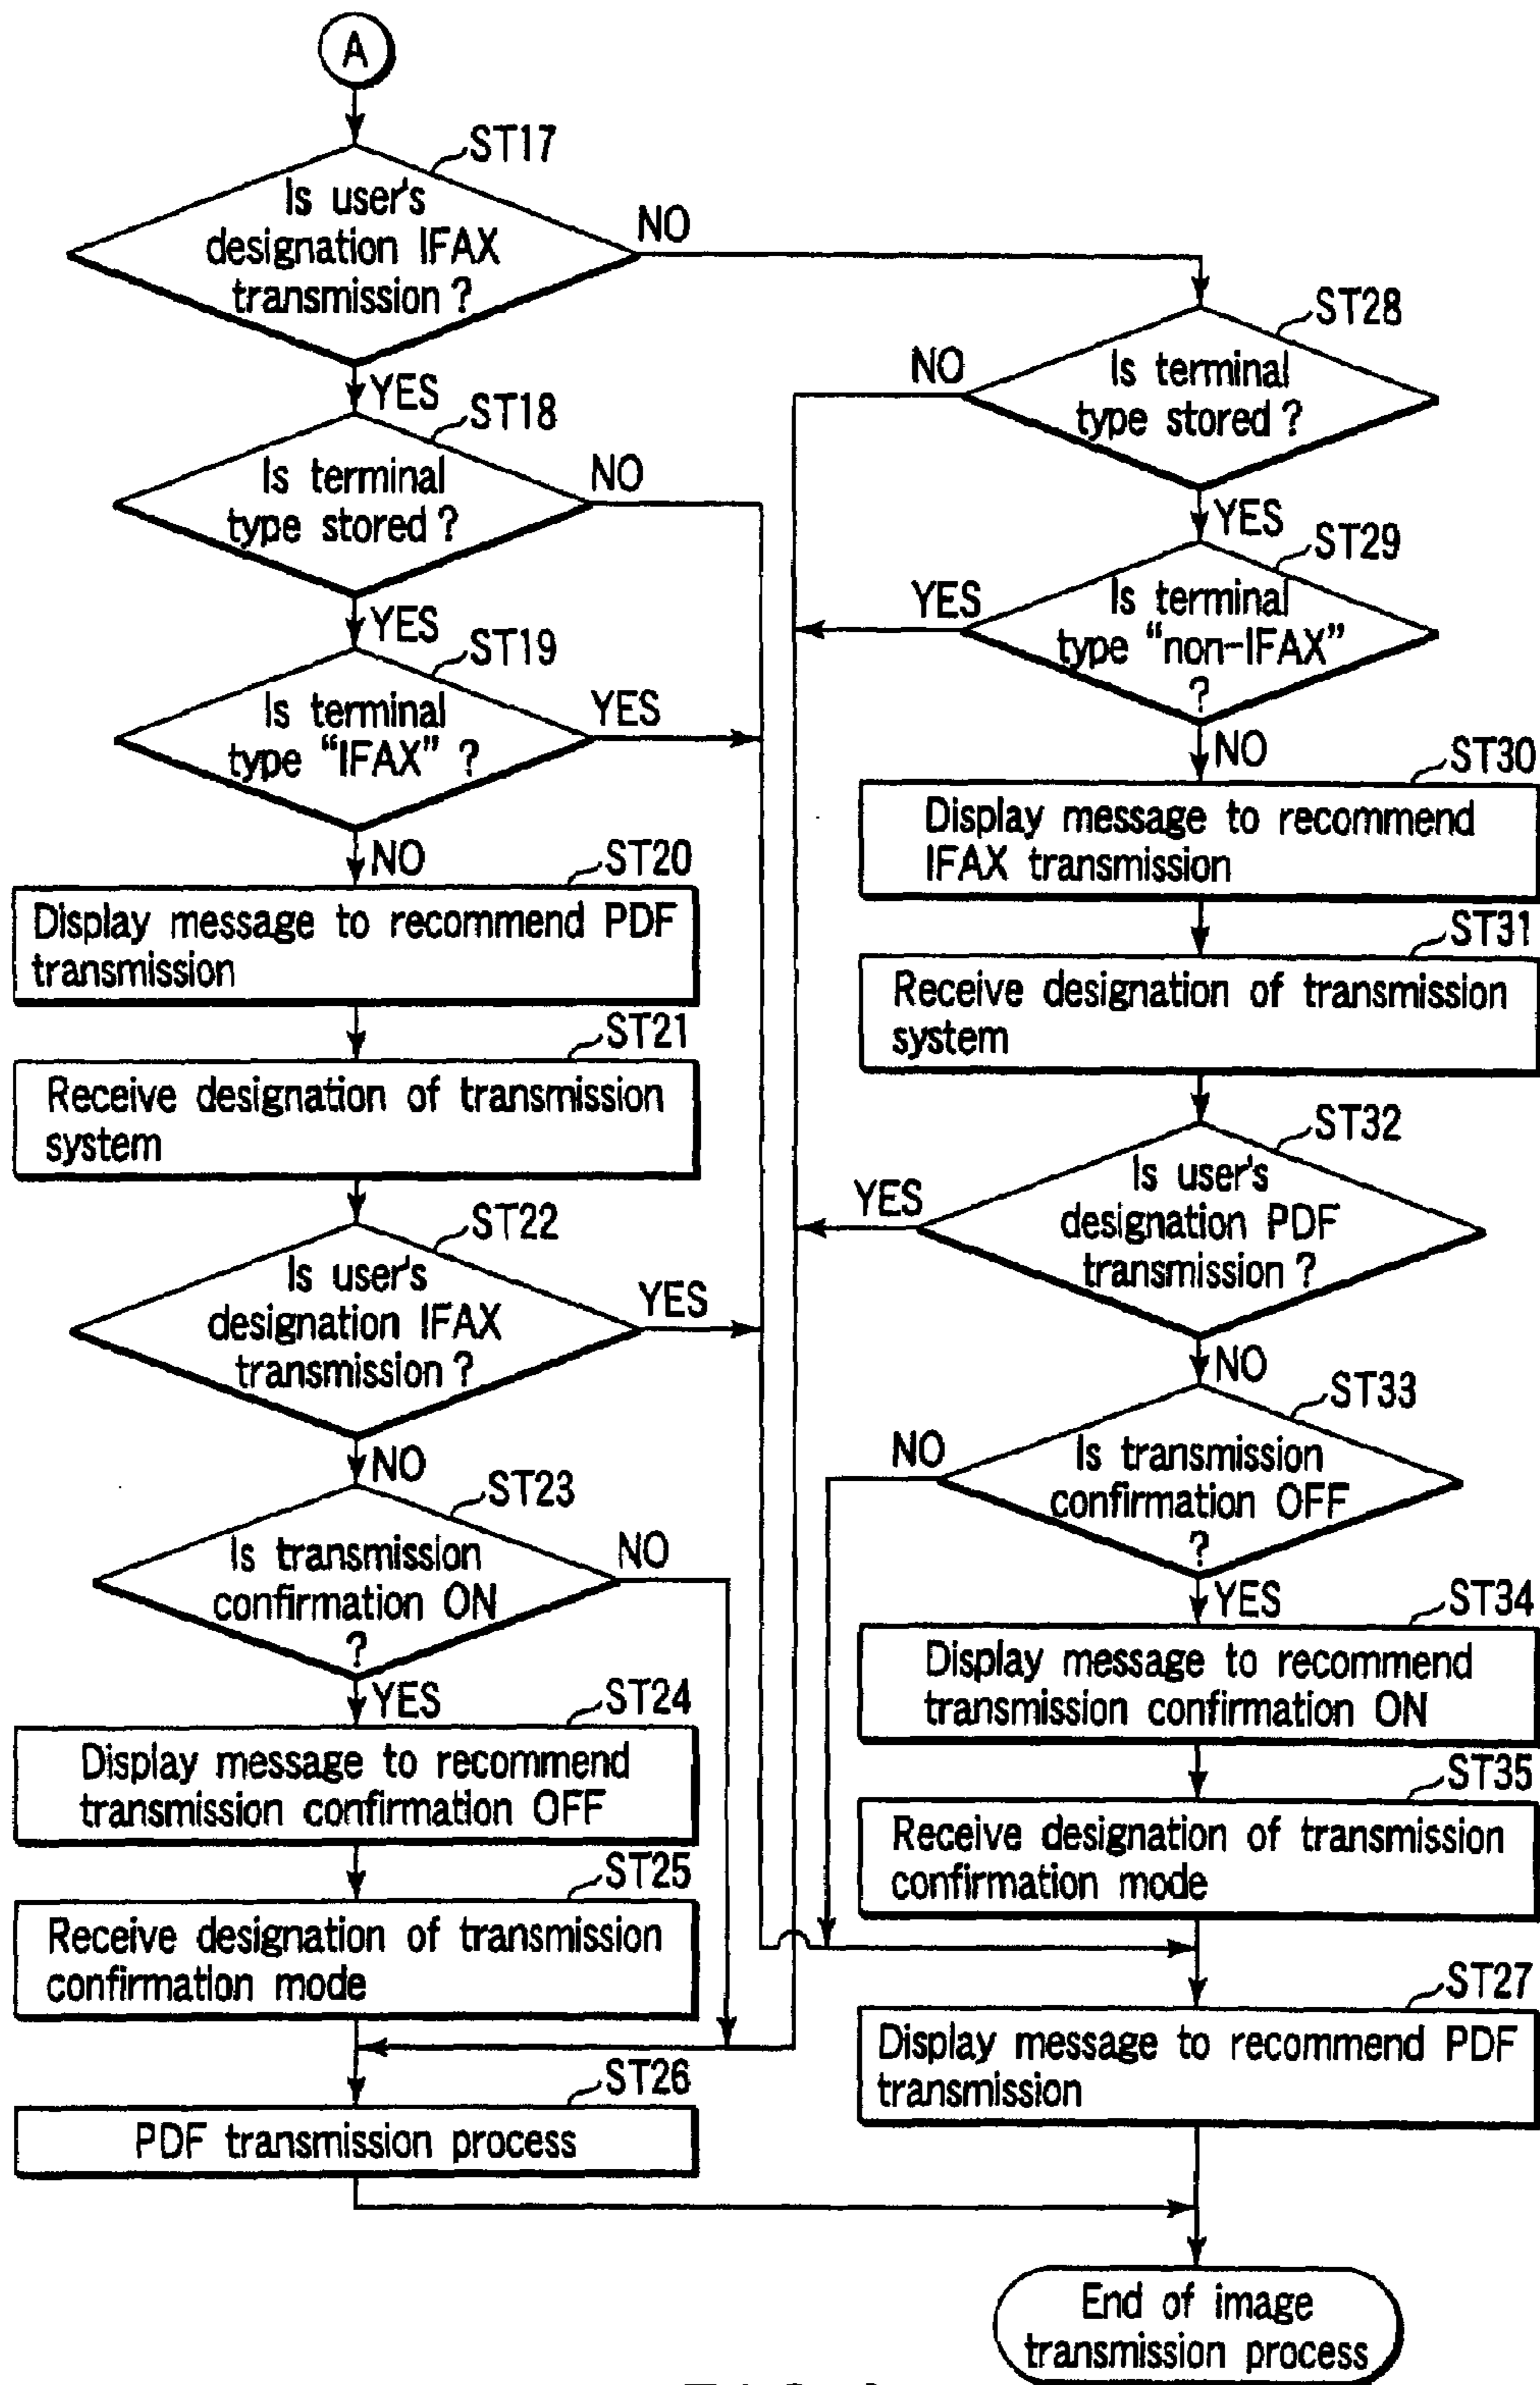 A
ST17
Is user's
designation IFAX
transmission ?
NO
YES
ST18
Is terminal
type stored ?
NO
YES
ST19
Is terminal
type "IFAX" ?
YES
NO
ST20
Display message to recommend PDF
transmission
ST21
Receive designation of transmission
system
ST22
Is user's
designation IFAX
transmission ?
YES
NO
ST23
Is transmission
confirmation ON
?
NO
YES
ST24
Display message to recommend
transmission confirmation OFF
ST25
Receive designation of transmission
confirmation mode
ST26
PDF transmission process
ST28
Is terminal
type stored ?
NO
YES
ST29
Is terminal
type "non-IFAX"
?
YES
NO
ST30
Display message to recommend
IFAX transmission
ST31
Receive designation of transmission
system
ST32
Is user's
designation PDF
transmission ?
YES
NO
ST33
Is transmission
confirmation OFF
?
NO
YES
ST34
Display message to recommend
transmission confirmation ON
ST35
Receive designation of transmission
confirmation mode
ST27
Display message to recommend PDF
transmission
End of image
transmission process